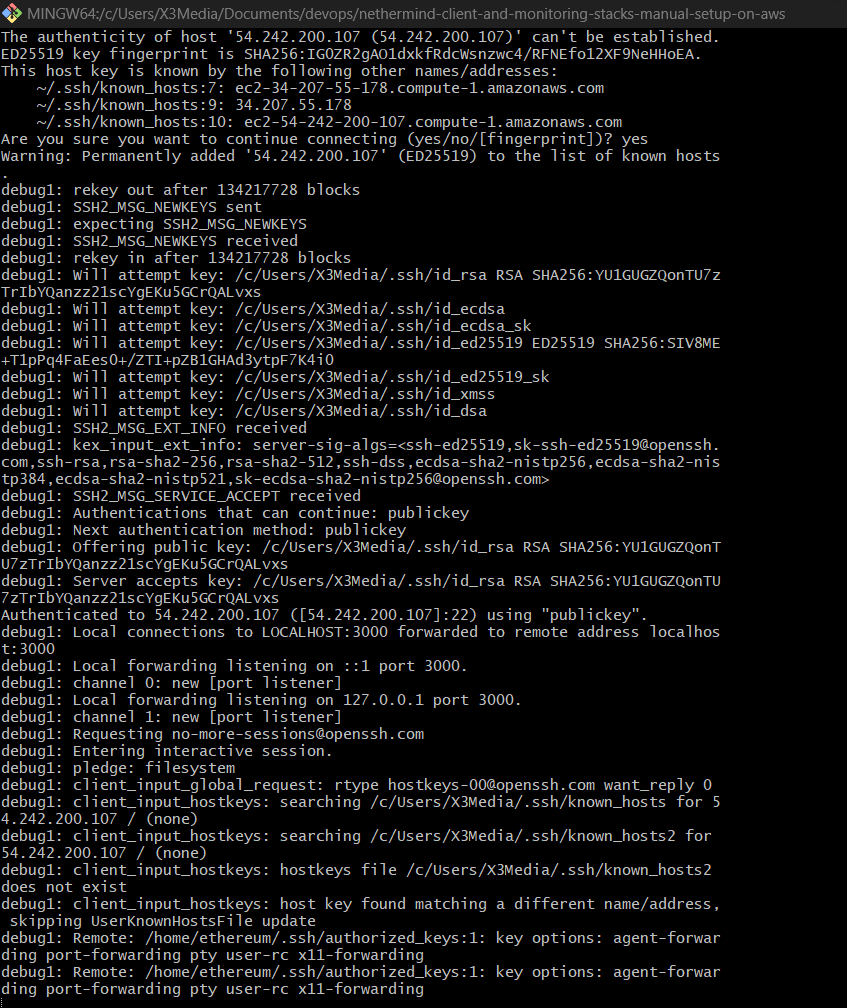 MINGW64:/c/Users/X3Media/Documents/devops/nethermind-client-and-monitoring-stacks-manual-setup-on-aws
The authenticity of host '54.242.200.107 (54.242.200.107)' can't be established.
ED25519 key fingerprint is SHA256:IGOZR2gAO1dxkfRdcWsnzwc4/RFNEfo12XF9NeHHoEA.
This host key is known by the following other names/addresses:
    ~/.ssh/known_hosts:7: ec2-34-207-55-178.compute-1.amazonaws.com
    ~/.ssh/known_hosts:9: 34.207.55.178
    ~/.ssh/known_hosts:10: ec2-54-242-200-107.compute-1.amazonaws.com
Are you sure you want to continue connecting (yes/no/[fingerprint])? yes
Warning: Permanently added '54.242.200.107' (ED25519) to the list of known hosts
.
debug1: rekey out after 134217728 blocks
debug1: SSH2_MSG_NEWKEYS sent
debug1: expecting SSH2_MSG_NEWKEYS
debug1: SSH2_MSG_NEWKEYS received
debug1: rekey in after 134217728 blocks
debug1: Will attempt key: /c/Users/X3Media/.ssh/id_rsa RSA SHA256:YU1GUGZQonTU7z
TrIbYQanzz21scYgEKu5GCrQALvxs
debug1: Will attempt key: /c/Users/X3Media/.ssh/id_ecdsa
debug1: Will attempt key: /c/Users/X3Media/.ssh/id_ecdsa_sk
debug1: Will attempt key: /c/Users/X3Media/.ssh/id_ed25519 ED25519 SHA256:SIV8ME
+T1pPq4FaEesO+/ZTI+pZB1GHAd3ytpF7K4i0
debug1: Will attempt key: /c/Users/X3Media/.ssh/id_ed25519_sk
debug1: Will attempt key: /c/Users/X3Media/.ssh/id_xmss
debug1: Will attempt key: /c/Users/X3Media/.ssh/id_dsa
debug1: SSH2_MSG_EXT_INFO received
debug1: kex_input_ext_info: server-sig-algs=<ssh-ed25519,sk-ssh-ed25519@openssh.
com,ssh-rsa,rsa-sha2-256,rsa-sha2-512,ssh-dss,ecdsa-sha2-nistp256,ecdsa-sha2-nis
tp384,ecdsa-sha2-nistp521,sk-ecdsa-sha2-nistp256@openssh.com>
debug1: SSH2_MSG_SERVICE_ACCEPT received
debug1: Authentications that can continue: publickey
debug1: Next authentication method: publickey
debug1: Offering public key: /c/Users/X3Media/.ssh/id_rsa RSA SHA256:YU1GUGZQonT
U7zTrIbYQanzz21scYgEKu5GCrQALvxs
debug1: Server accepts key: /c/Users/X3Media/.ssh/id_rsa RSA SHA256:YU1GUGZQonTU
7zTrIbYQanzz21scYgEKu5GCrQALvxs
Authenticated to 54.242.200.107 ([54.242.200.107]:22) using "publickey".
debug1: Local connections to LOCALHOST:3000 forwarded to remote address localhos
t:3000
debug1: Local forwarding listening on ::1 port 3000.
debug1: channel 0: new [port listener]
debug1: Local forwarding listening on 127.0.0.1 port 3000.
debug1: channel 1: new [port listener]
debug1: Requesting no-more-sessions@openssh.com
debug1: Entering interactive session.
debug1: pledge: filesystem
debug1: client_input_global_request: rtype hostkeys-00@openssh.com want_reply 0
debug1: client_input_hostkeys: searching /c/Users/X3Media/.ssh/known_hosts for 5
4.242.200.107 / (none)
debug1: client_input_hostkeys: searching /c/Users/X3Media/.ssh/known_hosts2 for
54.242.200.107 / (none)
debug1: client_input_hostkeys: hostkeys file /c/Users/X3Media/.ssh/known_hosts2
does not exist
debug1: client_input_hostkeys: host key found matching a different name/address,
 skipping UserKnownHostsFile update
debug1: Remote: /home/ethereum/.ssh/authorized_keys:1: key options: agent-forwar
ding port-forwarding pty user-rc x11-forwarding
debug1: Remote: /home/ethereum/.ssh/authorized_keys:1: key options: agent-forwar
ding port-forwarding pty user-rc x11-forwarding